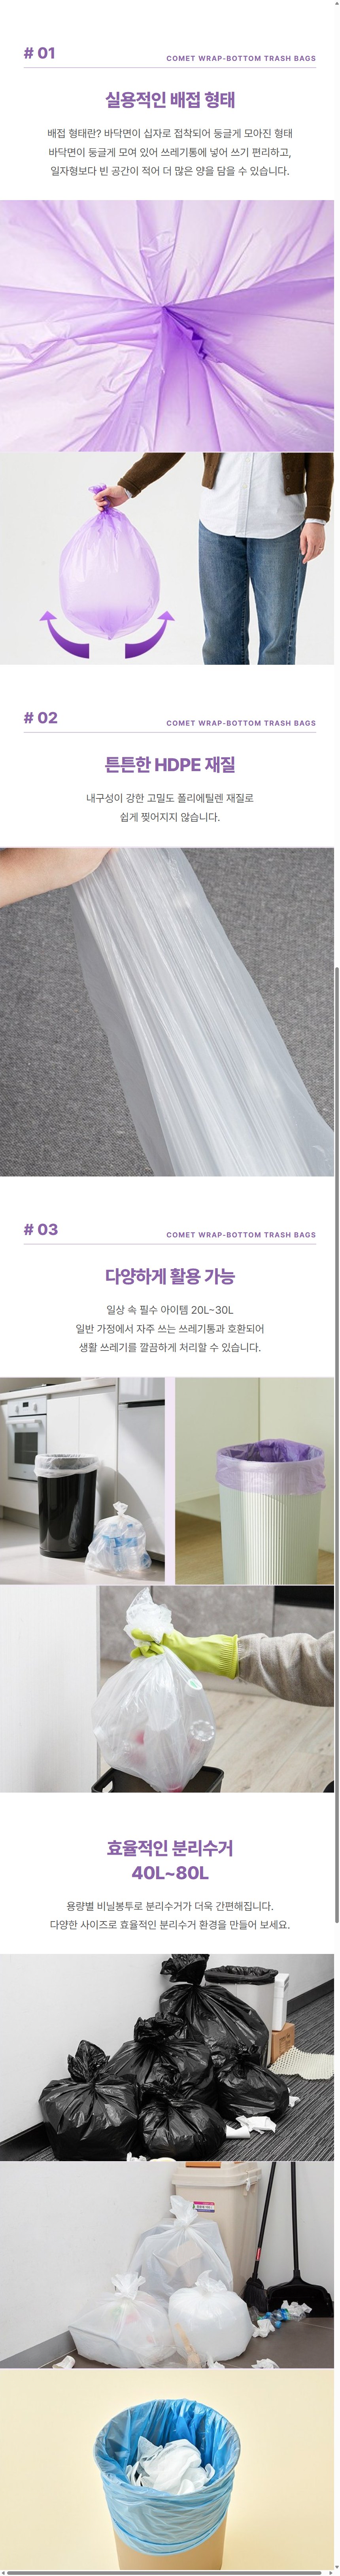 # 01
COMET WRAP-BOTTOM TRASH BAGS
실용적인 배접 형태
배접 형태란? 바닥면이 십자로 접착되어 둥글게 모아진 형태
바닥면이 둥글게 모여 있어 쓰레기통에 넣어 쓰기 편리하고,
일자형보다 빈 공간이 적어 더 많은 양을 담을 수 있습니다.
# 02
COMET WRAP-BOTTOM TRASH BAGS
튼튼한 HDPE 재질
내구성이 강한 고밀도 폴리에틸렌 재질로
쉽게 찢어지지 않습니다.
# 03
COMET WRAP-BOTTOM TRASH BAGS
다양하게 활용 가능
일상 속 필수 아이템 20L~30L
일반 가정에서 자주 쓰는 쓰레기통과 호환되어
생활 쓰레기를 깔끔하게 처리할 수 있습니다.
효율적인 분리수거
40L~80L
용량별 비닐봉투로 분리수거가 더욱 간편해집니다.
다양한 사이즈로 효율적인 분리수거 환경을 만들어 보세요.